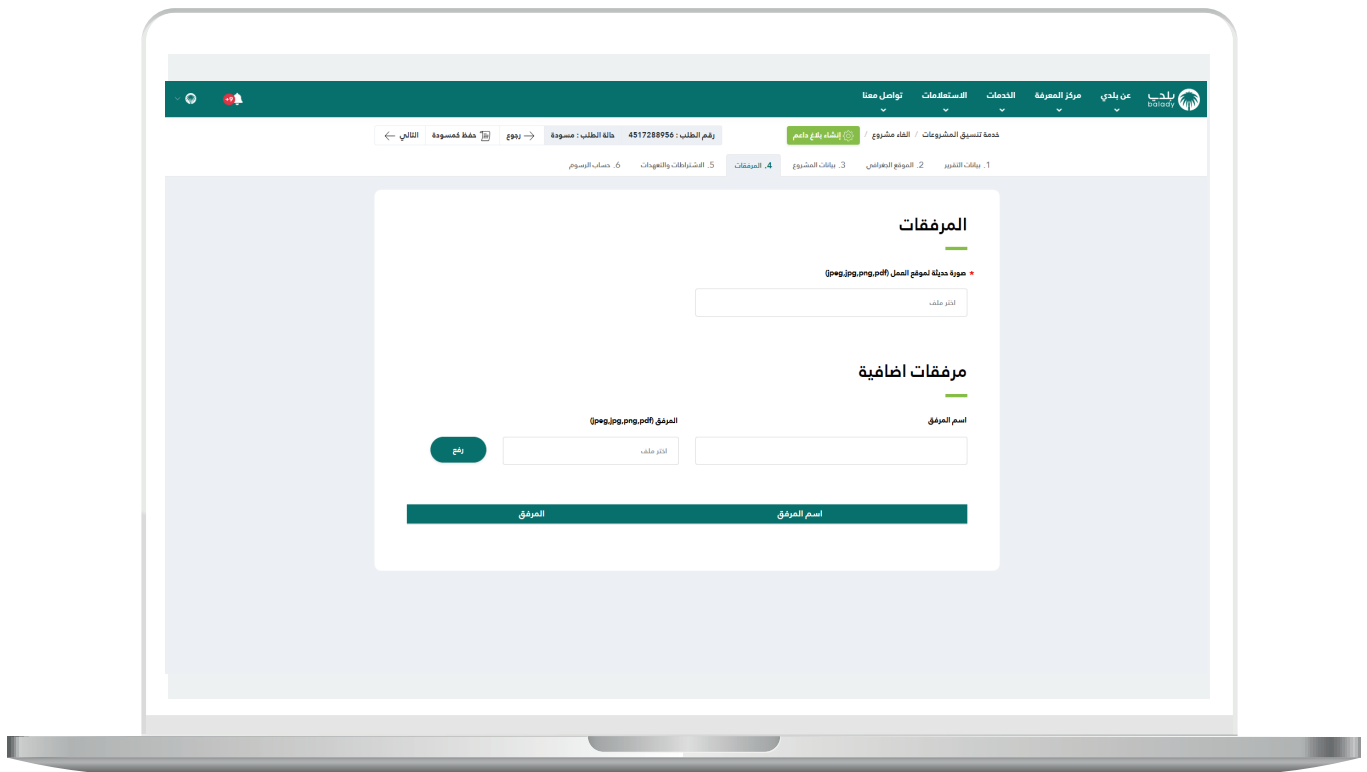 بلدي
balady
عن بلدي
مركز المعرفة
الخدمات
الاستعلامات
تواصل معنا
+9
خدمة تنسيق المشروعات / الغاء مشروع /
إنشاء بلاغ داعم
رقم الطلب : 4517288956
حالة الطلب : مسودة
رجوع
حفظ كمسودة
التالي
1. بيانات التقرير
2. الموقع الجغرافي
3. بيانات المشروع
4. المرفقات
5. الاشتراطات والتعهدات
6. حساب الرسوم
المرفقات
* صورة حديثة لموقع العمل (jpeg,jpg,png,pdf)
اختر ملف
مرفقات اضافية
اسم المرفق
المرفق (jpeg,jpg,png,pdf)
اختر ملف
رفع
اسم المرفق
المرفق